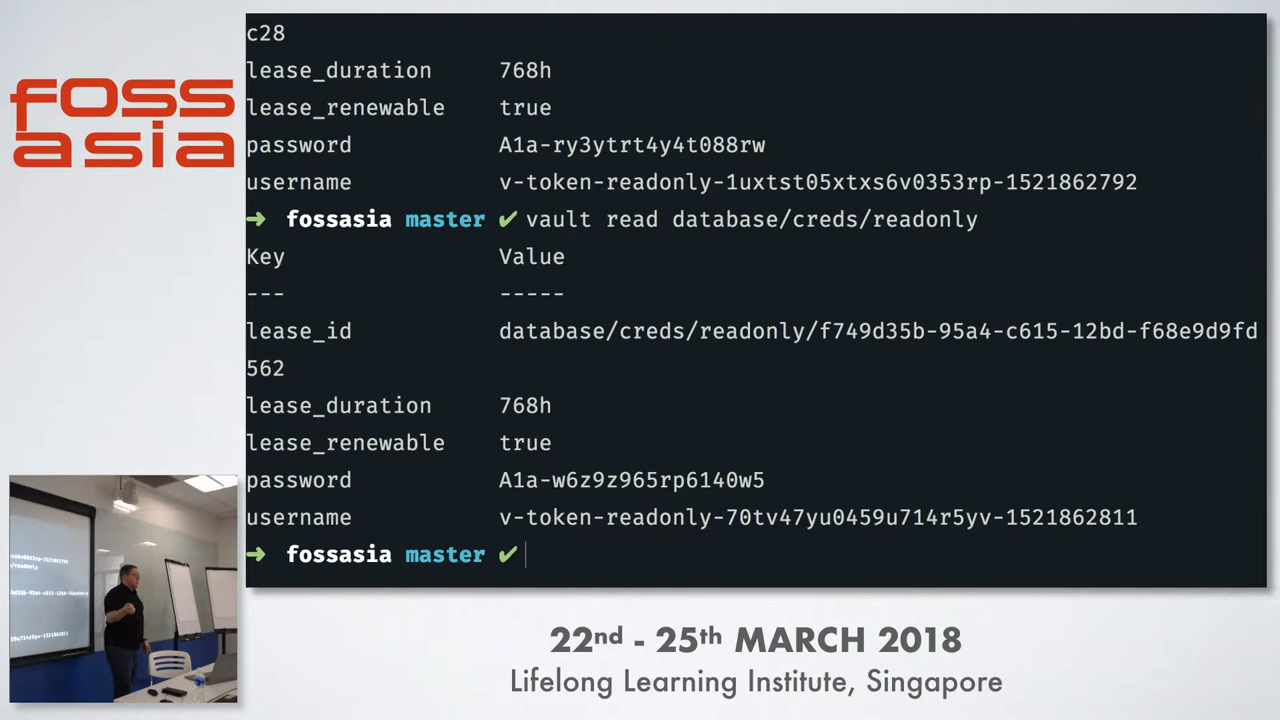 foss
asia
c28
lease_duration 768h
lease_renewable true
password A1a-ry3ytrt4y4t088rw
username v-token-readonly-1uxtst05xtxs6v0353rp-1521862792
➜ fossasia master ✔ vault read database/creds/readonly
Key Value
--- -----
lease_id database/creds/readonly/f749d35b-95a4-c615-12bd-f68e9d9fd
562
lease_duration 768h
lease_renewable true
password A1a-w6z9z965rp6140w5
username v-token-readonly-70tv47yu0459u714r5yv-1521862811
➜ fossasia master ✔
22nd - 25th MARCH 2018
Lifelong Learning Institute, Singapore